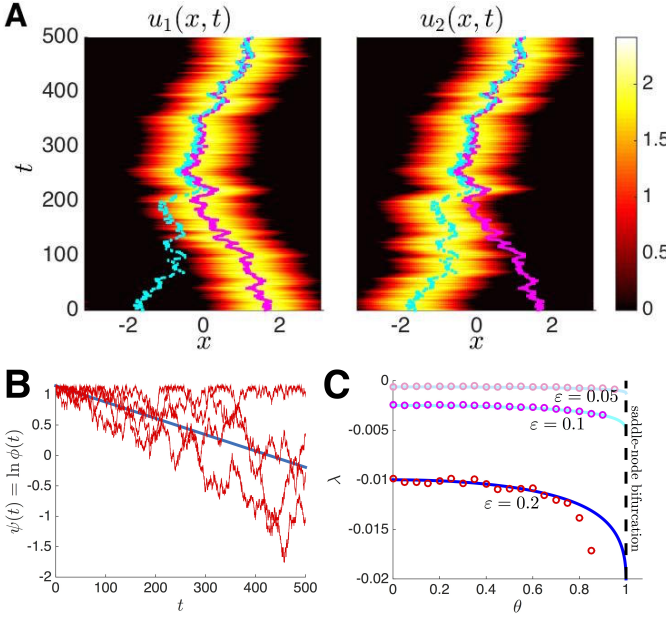 A
u₁(x, t)
u₂(x, t)
500
400
300
200
100
0
t
-2 0 2
x
-2 0 2
x
2
1.5
1
0.5
0
B
1
0.5
0
-0.5
-1
-1.5
-2
ψ(t) = ln ϕ(t)
0 100 200 300 400 500
t
C
0
-0.005
-0.01
-0.015
-0.02
λ
ε = 0.05
ε = 0.1
ε = 0.2
saddle-node bifurcation
0 0.2 0.4 0.6 0.8 1
θ